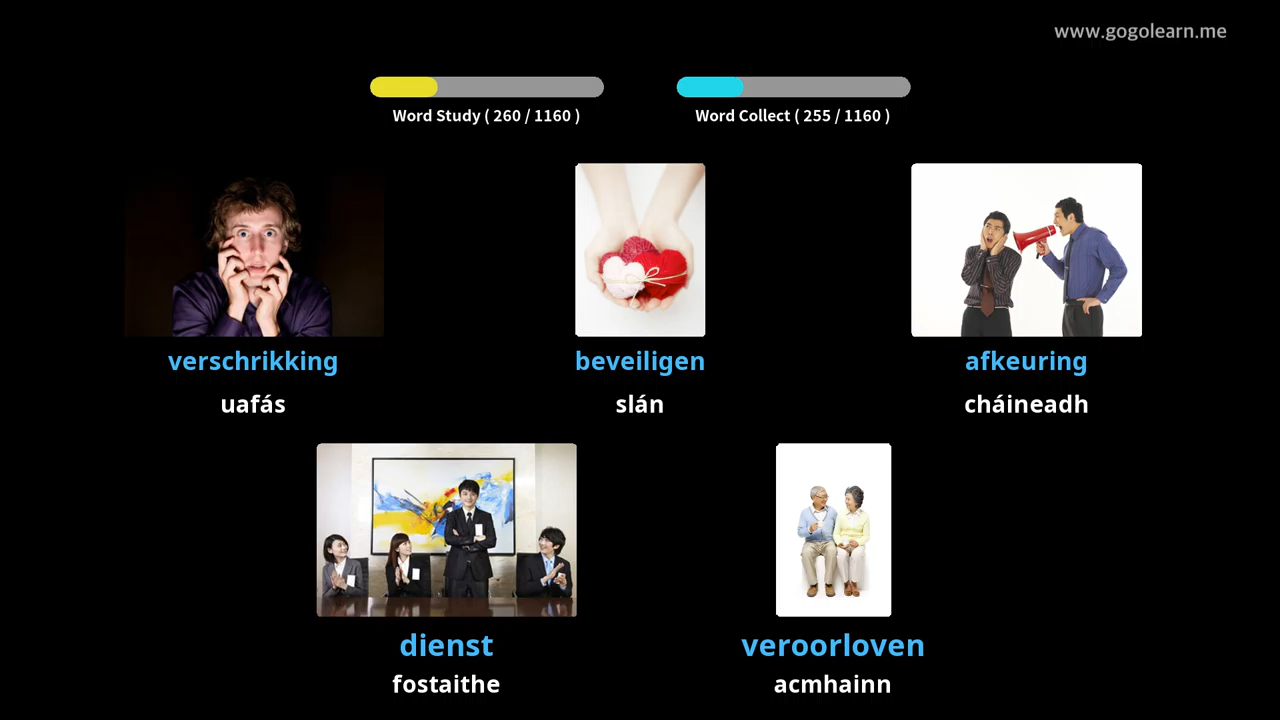 www.gogolearn.me
Word Study ( 260 / 1160 )
Word Collect ( 255 / 1160 )
verschrikking
beveiligen
afkeuring
uafás
slán
cháineadh
dienst
veroorloven
fostaithe
acmhainn